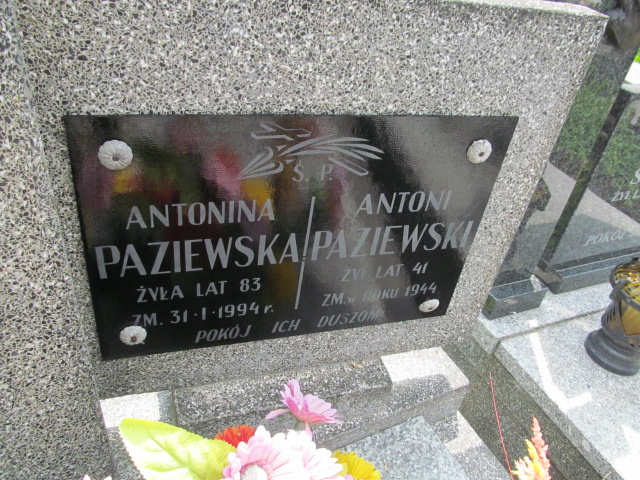 Ś. P.
ANTONINA
PAZIEWSKA
ŻYŁA LAT 83
ZM. 31-I-1994 r.
ANTONI
PAZIEWSKI
ŻYŁ LAT 41
ZM. w ROKU 1944
POKÓJ ICH DUSZOM
POKÓJ